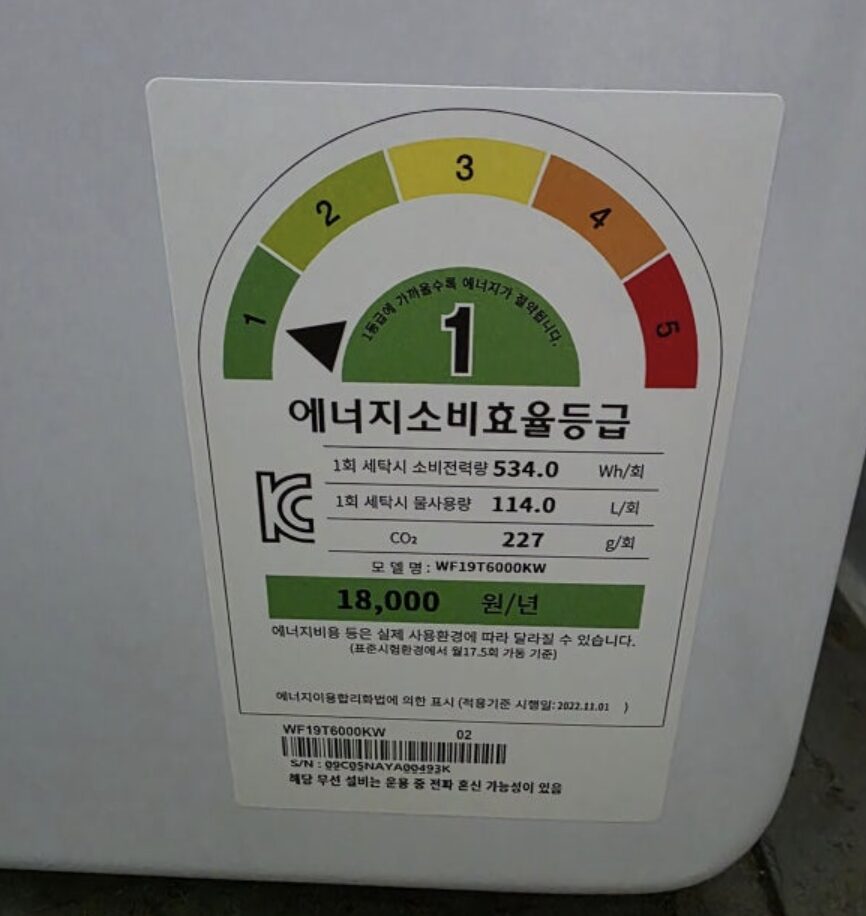 3
2
4
1
5
1등급에 가까울수록 에너지가 절약됩니다.
1
에너지소비효율등급
1회 세탁시 소비전력량 534.0 Wh/회
1회 세탁시 물사용량 114.0 L/회
CO₂ 227 g/회
모델명 : WF19T6000KW
18,000 원/년
에너지비용 등은 실제 사용환경에 따라 달라질 수 있습니다.
(표준시험환경에서 월17.5회 가동 기준)
에너지이용합리화법에 의한 표시 (적용기준 시행일: 2022.11.01 )
WF19T6000KW 02
S/N : 09C05NAYA00493K
해당 무선 설비는 운용 중 전파 혼신 가능성이 있음